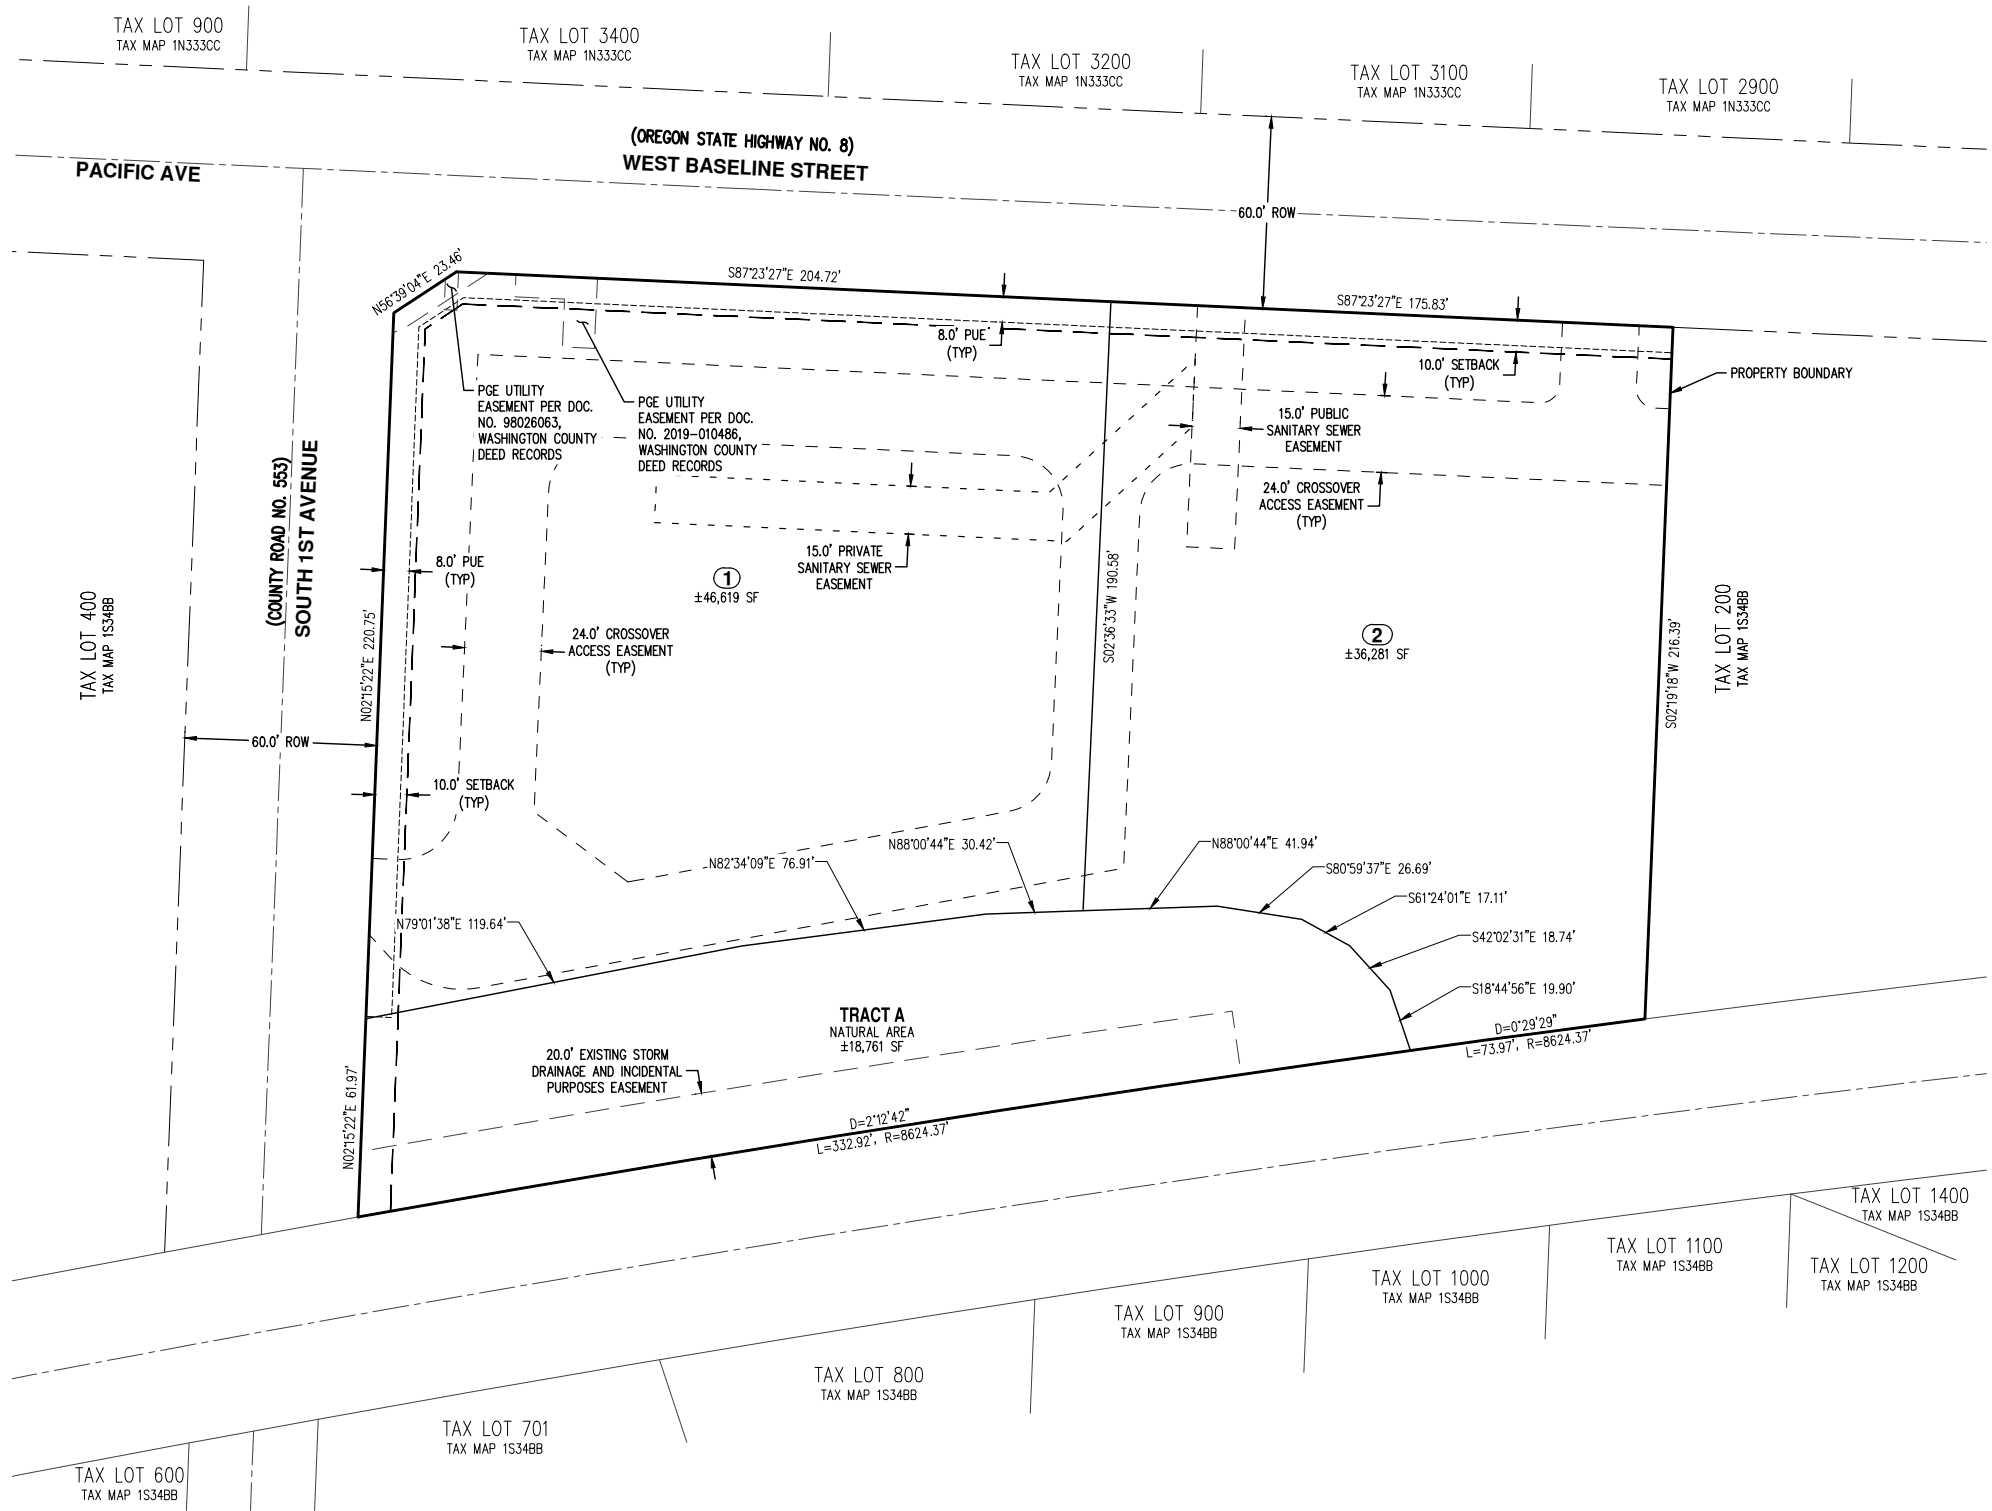 TAX LOT 900
TAX MAP 1N333CC
TAX LOT 3400
TAX MAP 1N333CC
TAX LOT 3200
TAX MAP 1N333CC
TAX LOT 3100
TAX MAP 1N333CC
TAX LOT 2900
TAX MAP 1N333CC
(OREGON STATE HIGHWAY NO. 8)
WEST BASELINE STREET
PACIFIC AVE
60.0' ROW
N56°39'04"E 23.46'
S87°23'27"E 204.72'
S87°23'27"E 175.83'
8.0' PUE
(TYP)
10.0' SETBACK
(TYP)
PROPERTY BOUNDARY
PGE UTILITY
EASEMENT PER DOC.
NO. 98026063,
WASHINGTON COUNTY
DEED RECORDS
PGE UTILITY
EASEMENT PER DOC.
NO. 2019-010486,
WASHINGTON COUNTY
DEED RECORDS
15.0' PUBLIC
SANITARY SEWER
EASEMENT
24.0' CROSSOVER
ACCESS EASEMENT
(TYP)
(COUNTY ROAD NO. 553)
SOUTH 1ST AVENUE
8.0' PUE
(TYP)
15.0' PRIVATE
SANITARY SEWER
EASEMENT
1
±46,619 SF
S02°36'33"W 190.58'
2
±36,281 SF
TAX LOT 400
TAX MAP 1S34BB
N02°15'22"E 220.75'
24.0' CROSSOVER
ACCESS EASEMENT
(TYP)
S02°19'18"W 216.39'
TAX LOT 200
TAX MAP 1S34BB
60.0' ROW
10.0' SETBACK
(TYP)
N79°01'38"E 119.64'
N82°34'09"E 76.91'
N88°00'44"E 30.42'
N88°00'44"E 41.94'
S80°59'37"E 26.69'
S61°24'01"E 17.11'
S42°02'31"E 18.74'
S18°44'56"E 19.90'
TRACT A
NATURAL AREA
±18,761 SF
D=0°29'29"
L=73.97', R=8624.37'
20.0' EXISTING STORM
DRAINAGE AND INCIDENTAL
PURPOSES EASEMENT
N02°15'22"E 61.97'
D=2°12'42"
L=332.92', R=8624.37'
TAX LOT 1400
TAX MAP 1S34BB
TAX LOT 1100
TAX MAP 1S34BB
TAX LOT 1200
TAX MAP 1S34BB
TAX LOT 1000
TAX MAP 1S34BB
TAX LOT 900
TAX MAP 1S34BB
TAX LOT 800
TAX MAP 1S34BB
TAX LOT 701
TAX MAP 1S34BB
TAX LOT 600
TAX MAP 1S34BB